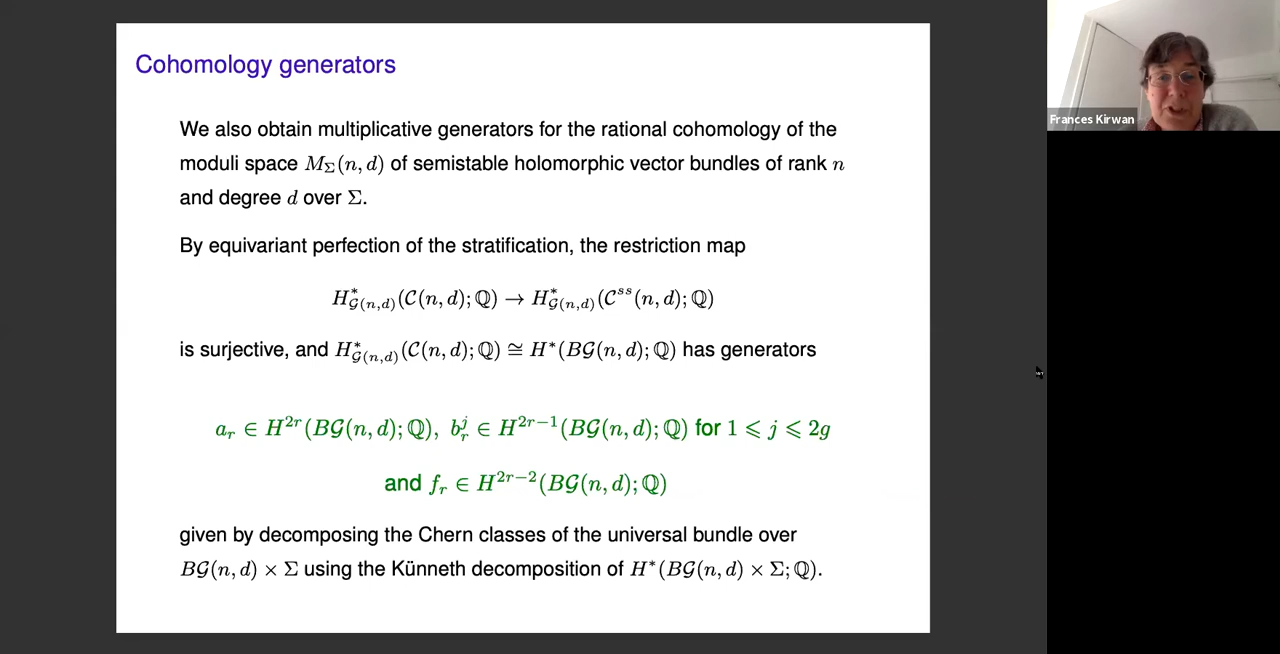 Cohomology generators
We also obtain multiplicative generators for the rational cohomology of the
moduli space M_Σ(n, d) of semistable holomorphic vector bundles of rank n
and degree d over Σ.
By equivariant perfection of the stratification, the restriction map
H^*_{𝒢(n,d)}(𝒞(n, d); ℚ) → H^*_{𝒢(n,d)}(𝒞^{ss}(n, d); ℚ)
is surjective, and H^*_{𝒢(n,d)}(𝒞(n, d); ℚ) ≅ H^*(B𝒢(n, d); ℚ) has generators
a_r ∈ H^{2r}(B𝒢(n, d); ℚ), b_r^j ∈ H^{2r−1}(B𝒢(n, d); ℚ) for 1 ⩽ j ⩽ 2g
and f_r ∈ H^{2r−2}(B𝒢(n, d); ℚ)
given by decomposing the Chern classes of the universal bundle over
B𝒢(n, d) × Σ using the Künneth decomposition of H^*(B𝒢(n, d) × Σ; ℚ).
Frances Kirwan